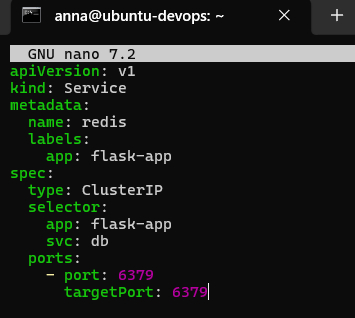 anna@ubuntu-devops: ~
GNU nano 7.2
apiVersion: v1
kind: Service
metadata:
  name: redis
  labels:
    app: flask-app
spec:
  type: ClusterIP
  selector:
    app: flask-app
    svc: db
  ports:
    - port: 6379
      targetPort: 6379